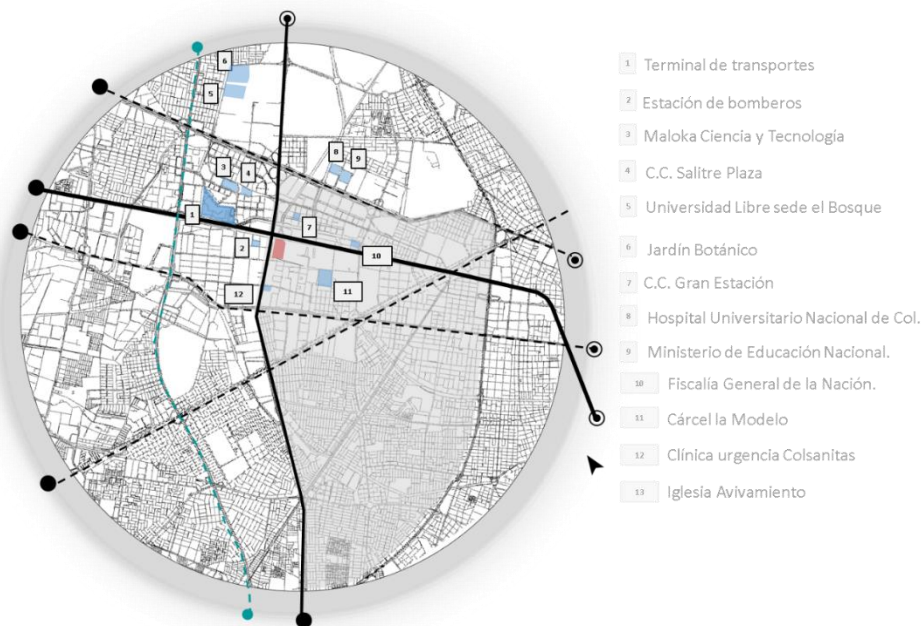 6
5
8
9
3
4
1
7
2
10
12
11
1 Terminal de transportes
2 Estación de bomberos
3 Maloka Ciencia y Tecnología
4 C.C. Salitre Plaza
5 Universidad Libre sede el Bosque
6 Jardín Botánico
7 C.C. Gran Estación
8 Hospital Universitario Nacional de Col.
9 Ministerio de Educación Nacional.
10 Fiscalía General de la Nación.
11 Cárcel la Modelo
12 Clínica urgencia Colsanitas
13 Iglesia Avivamiento